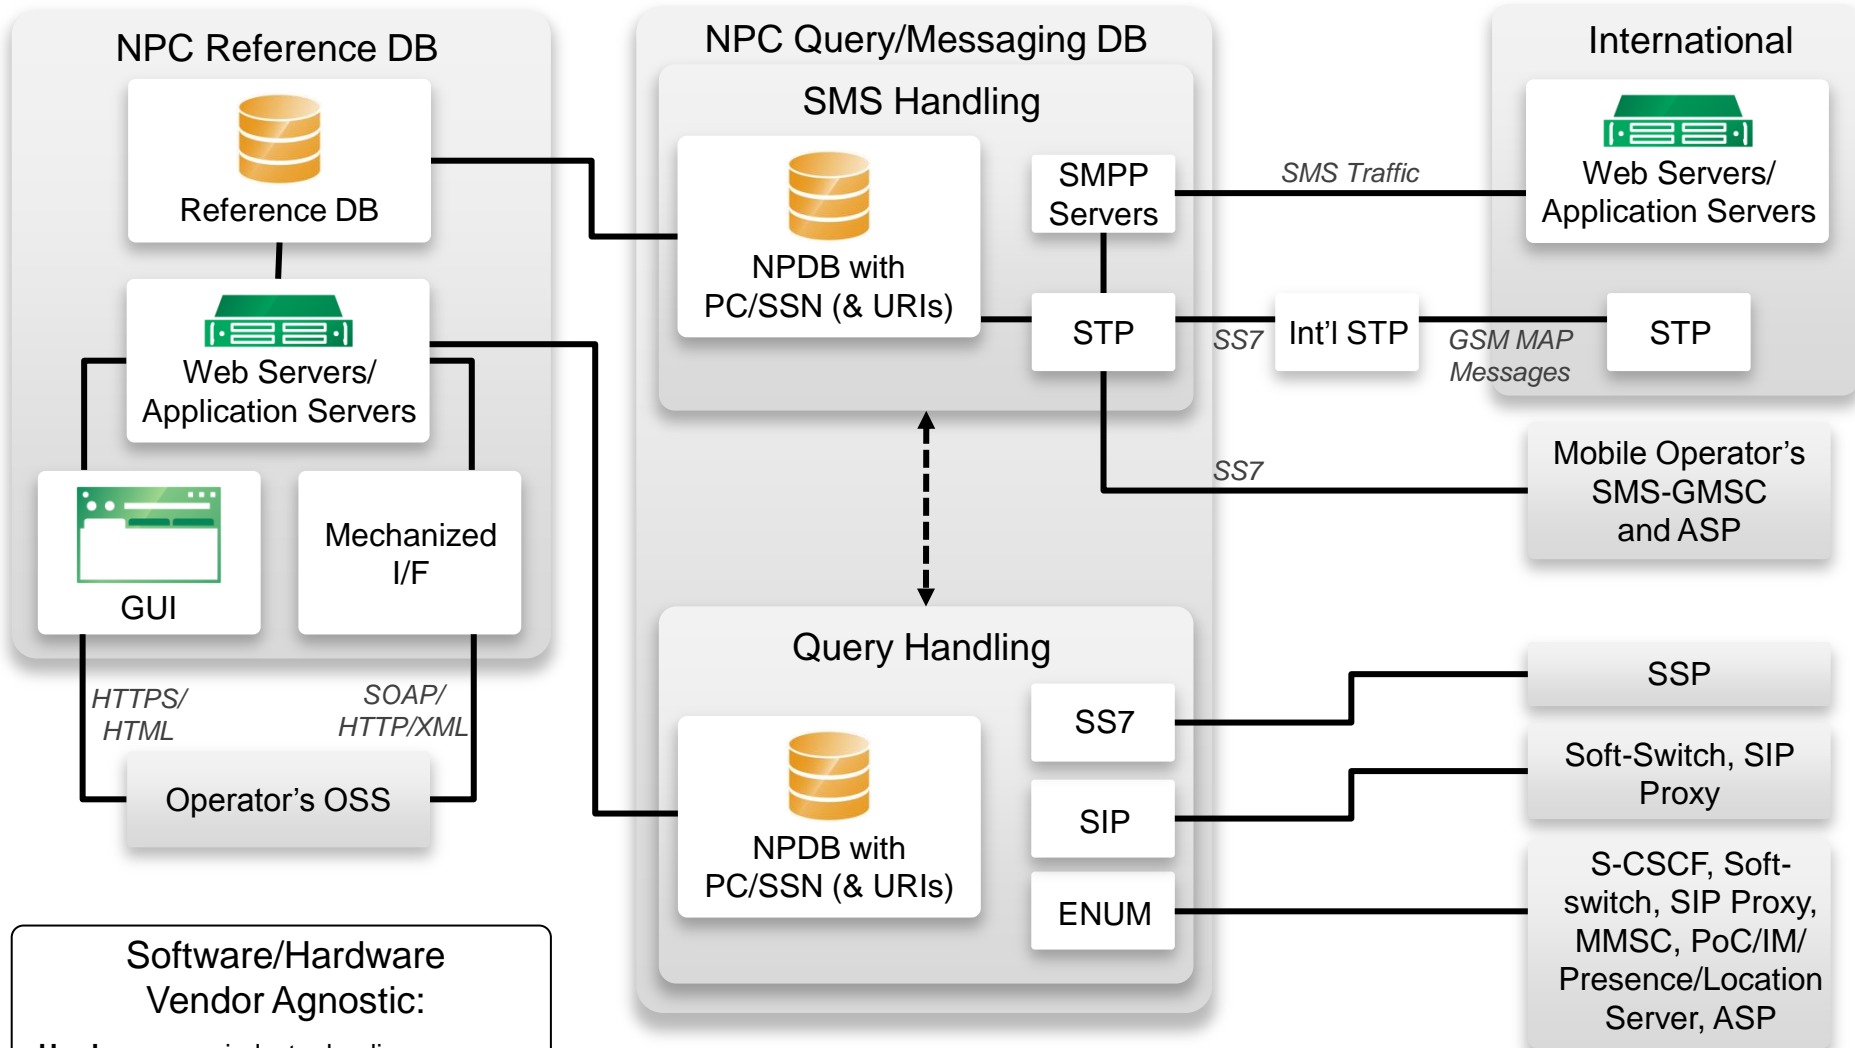 NPC Reference DB
Reference DB
Web Servers/
Application Servers
GUI
Mechanized
I/F
HTTPS/
HTML
SOAP/
HTTP/XML
Operator's OSS
Software/Hardware
Vendor Agnostic:
NPC Query/Messaging DB
SMS Handling
NPDB with
PC/SSN (& URIs)
SMPP
Servers
STP
SMS Traffic
SS7
Int'l STP
GSM MAP
Messages
SS7
Query Handling
NPDB with
PC/SSN (& URIs)
SS7
SIP
ENUM
International
Web Servers/
Application Servers
STP
Mobile Operator's
SMS-GMSC
and ASP
SSP
Soft-Switch, SIP
Proxy
S-CSCF, Soft-
switch, SIP Proxy,
MMSC, PoC/IM/
Presence/Location
Server, ASP